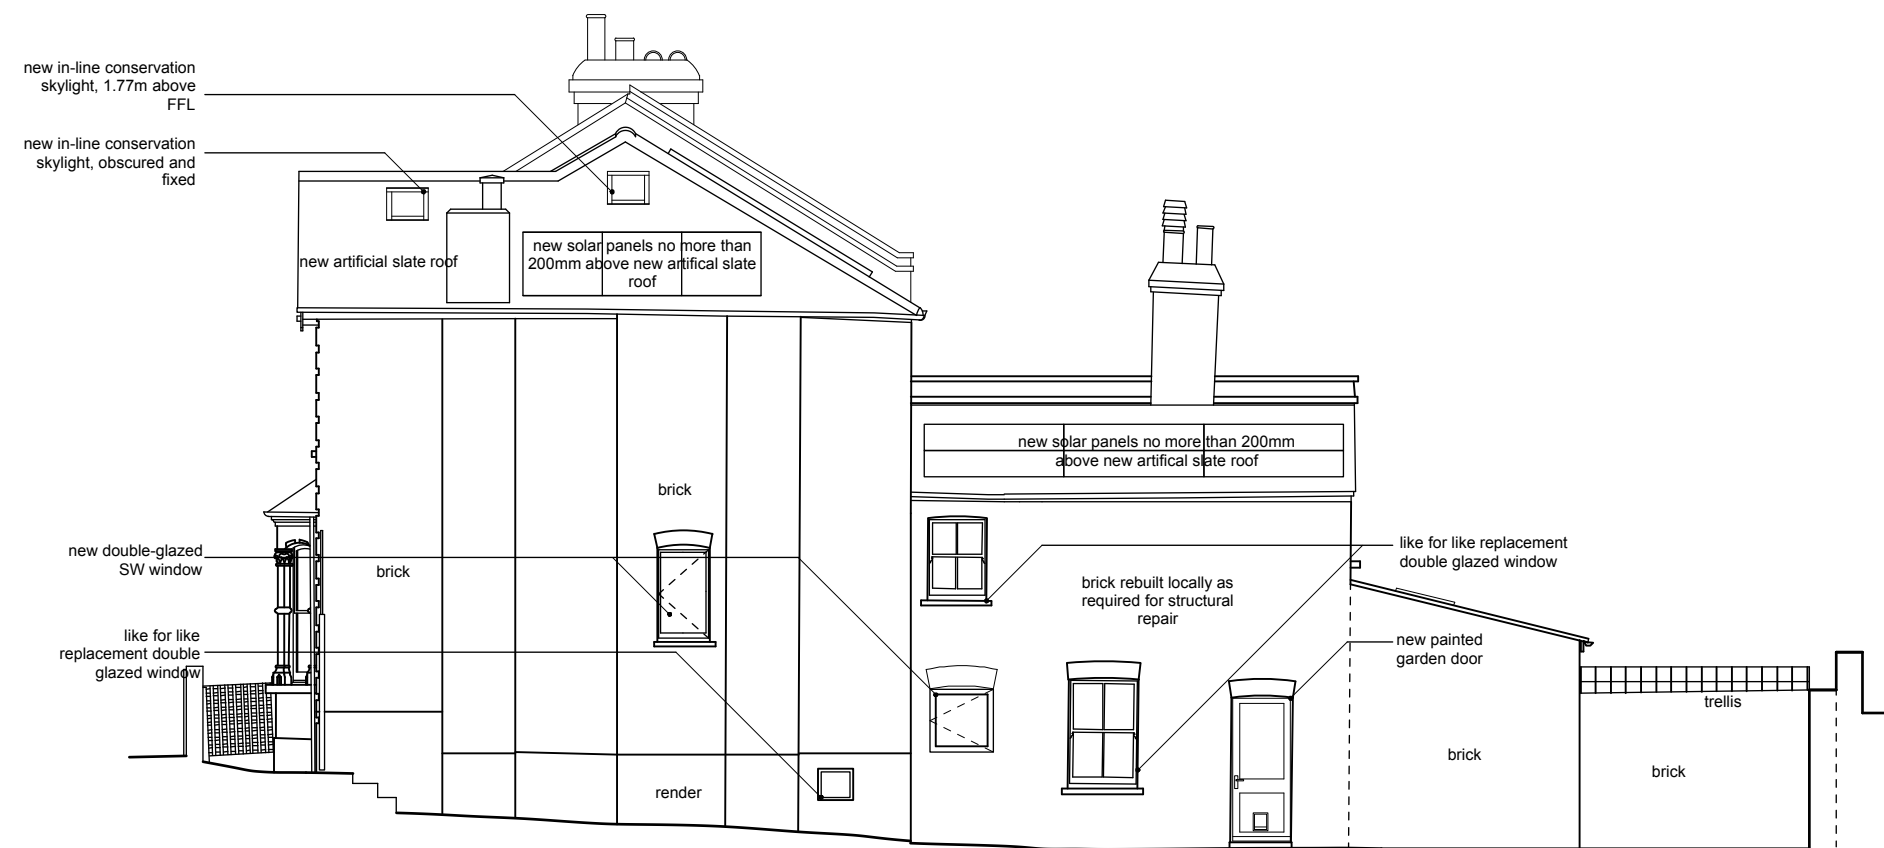 new in-line conservation
skylight, 1.77m above
FFL
new in-line conservation
skylight, obscured and
fixed
new artificial slate roof
new solar panels no more than
200mm above new artifical slate
roof
new solar panels no more than 200mm
above new artifical slate roof
brick
new double-glazed
SW window
brick
like for like replacement
double glazed window
brick rebuilt locally as
required for structural
repair
like for like
replacement double
glazed window
new painted
garden door
trellis
brick
brick
render